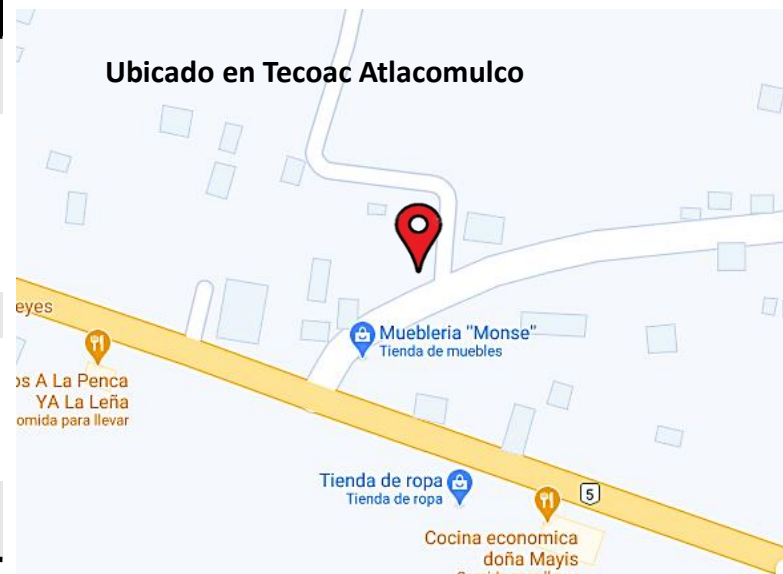 Ubicado en Tecoac Atlacomulco
eyes
os A La Penca
YA La Leña
omida para llevar
Muebleria "Monse"
Tienda de muebles
Tienda de ropa
Tienda de ropa
5
Cocina economica
doña Mayis